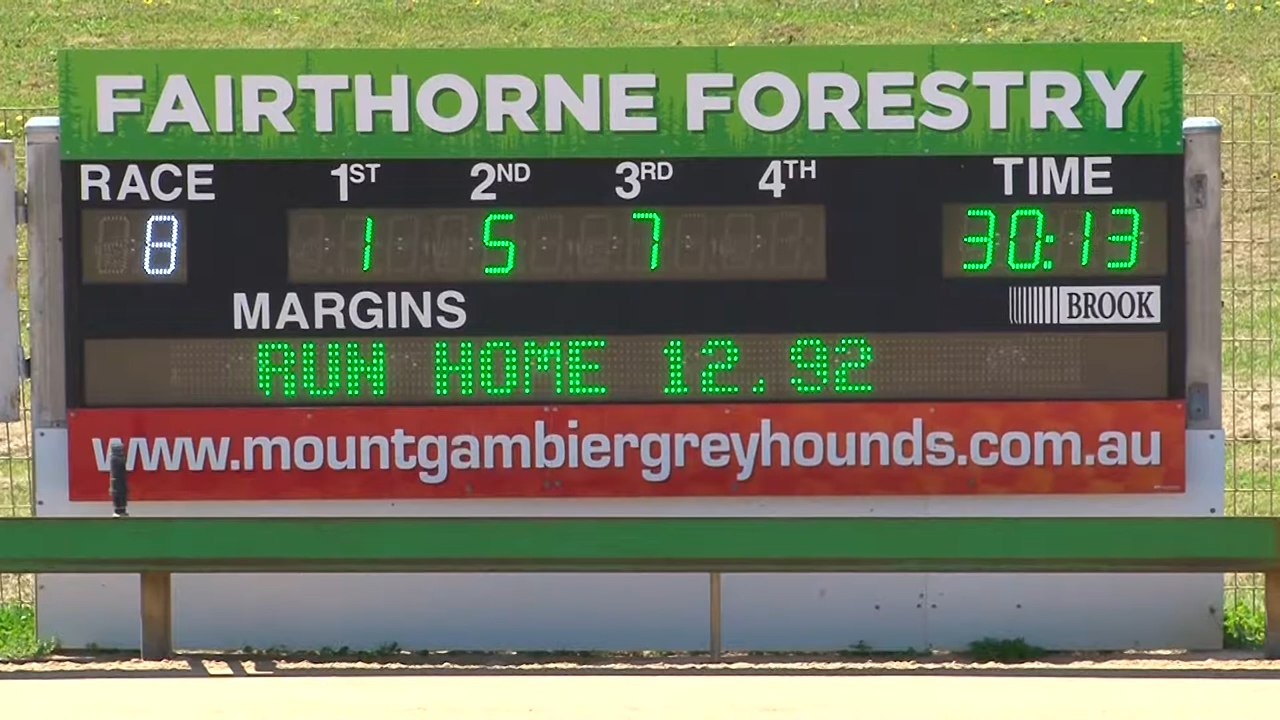 FAIRTHORNE FORESTRY
RACE 1ST 2ND 3RD 4TH TIME
8 1 5 7 30:13
MARGINS BROOK
RUN HOME 12.92
www.mountgambiergreyhounds.com.au